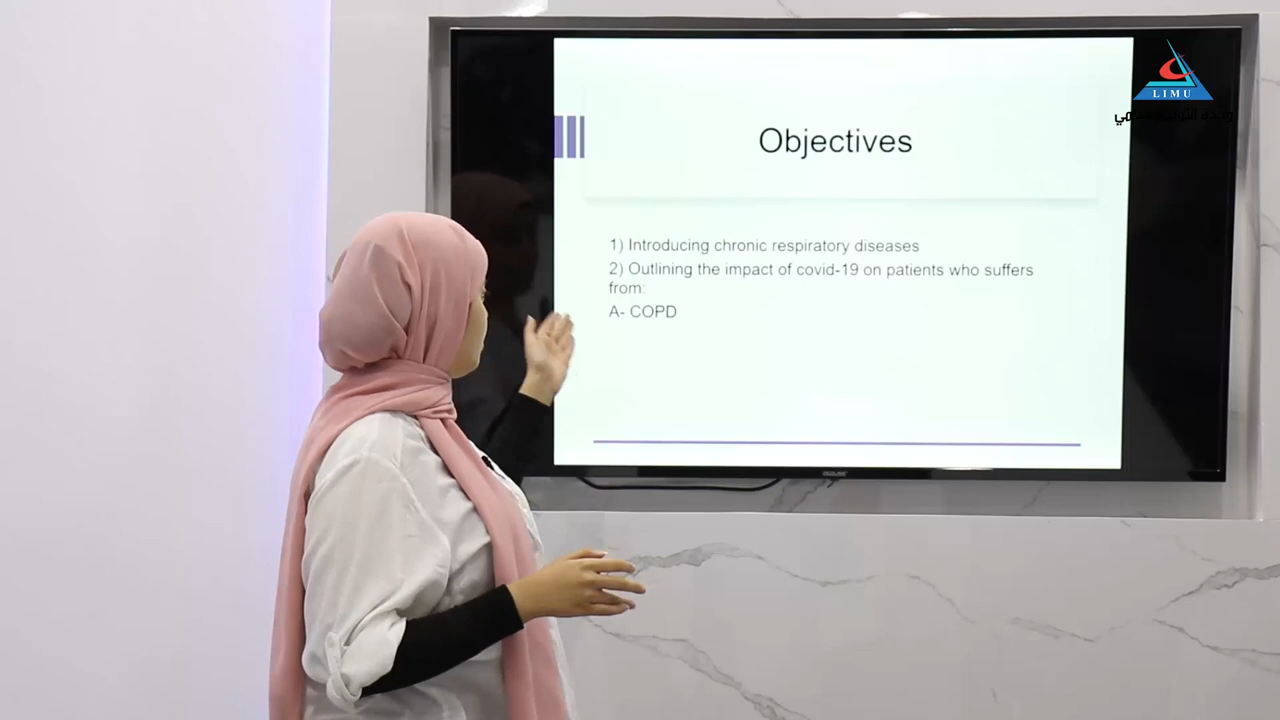 LIMU
Objectives
1) Introducing chronic respiratory diseases
2) Outlining the impact of covid-19 on patients who suffers
from:
A- COPD